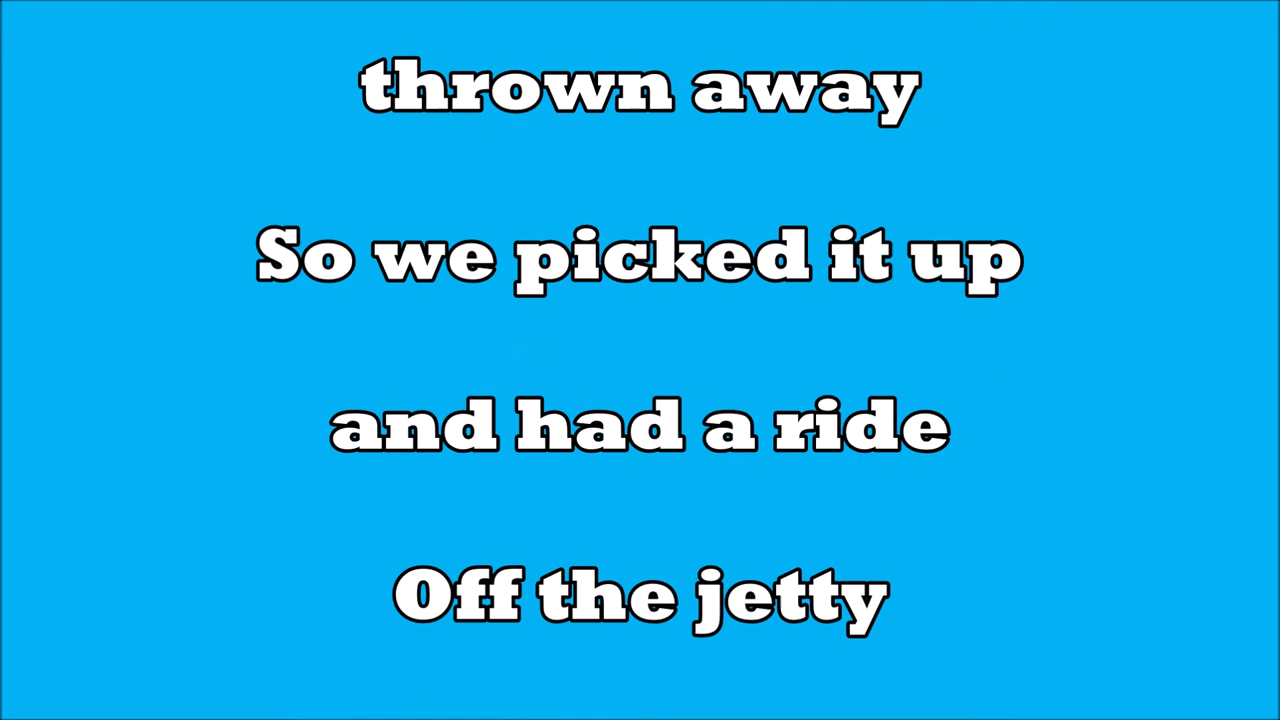 thrown away
So we picked it up
and had a ride
Off the jetty